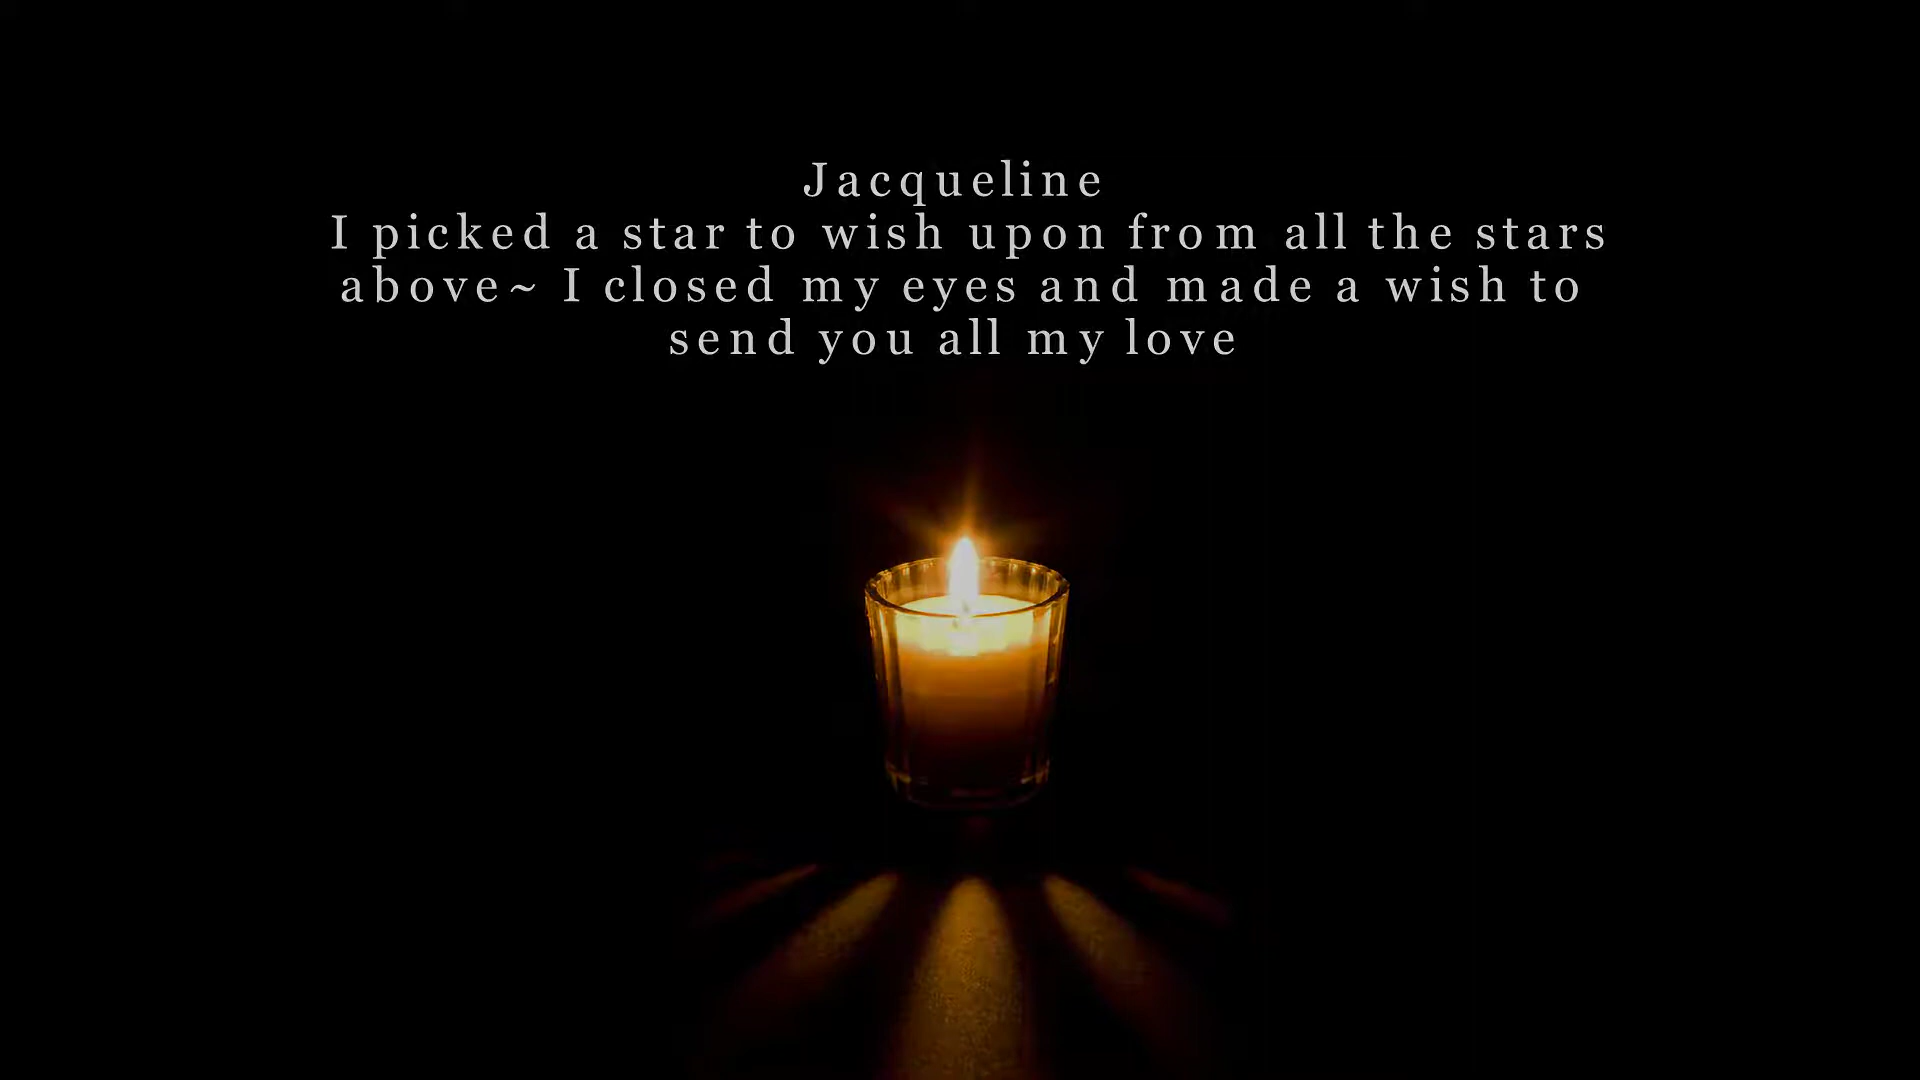 Jacqueline
I picked a star to wish upon from all the stars
above~ I closed my eyes and made a wish to
send you all my love